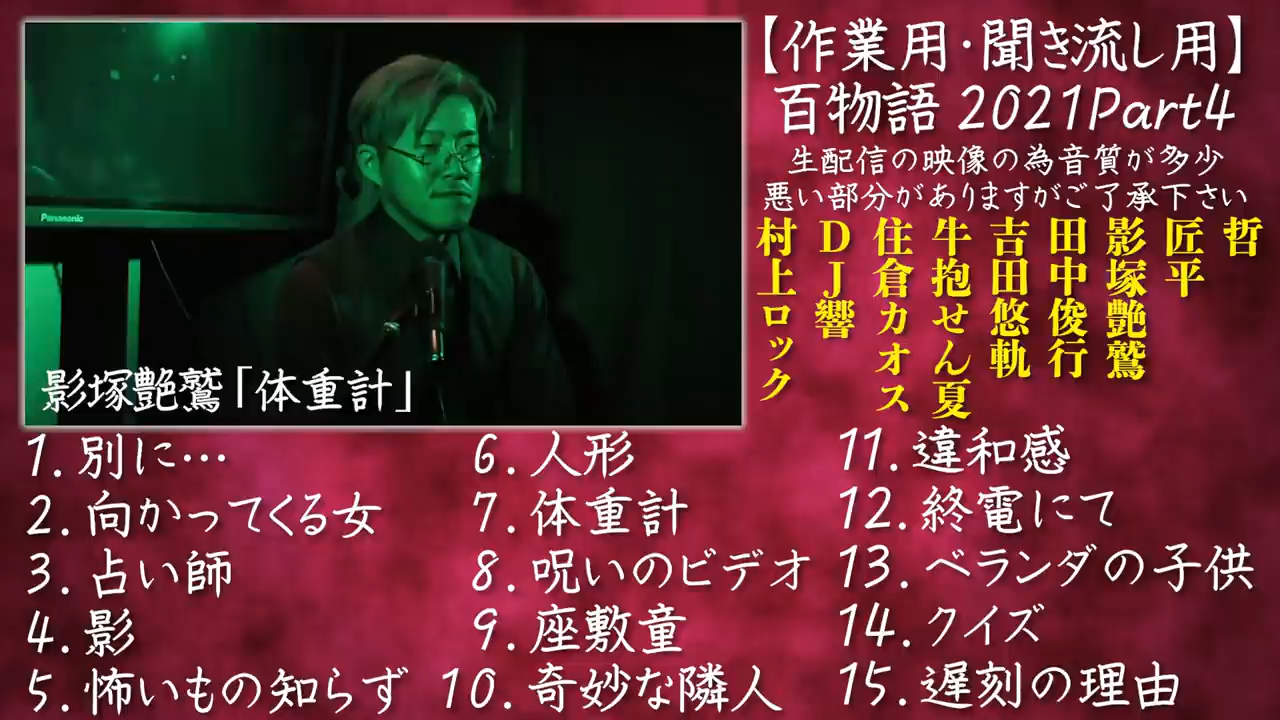 【作業用・聞き流し用】
百物語 2021Part4
生配信の映像の為音質が多少
悪い部分がありますがご了承下さい
哲
匠平
影塚艶鷲
田中俊行
吉田悠軌
牛抱せん夏
住倉カオス
DJ響
村上ロック
Panasonic
影塚艶鷲「体重計」
1. 別に…
2. 向かってくる女
3. 占い師
4. 影
5. 怖いもの知らず
6. 人形
7. 体重計
8. 呪いのビデオ
9. 座敷童
10. 奇妙な隣人
11. 違和感
12. 終電にて
13. ベランダの子供
14. クイズ
15. 遅刻の理由